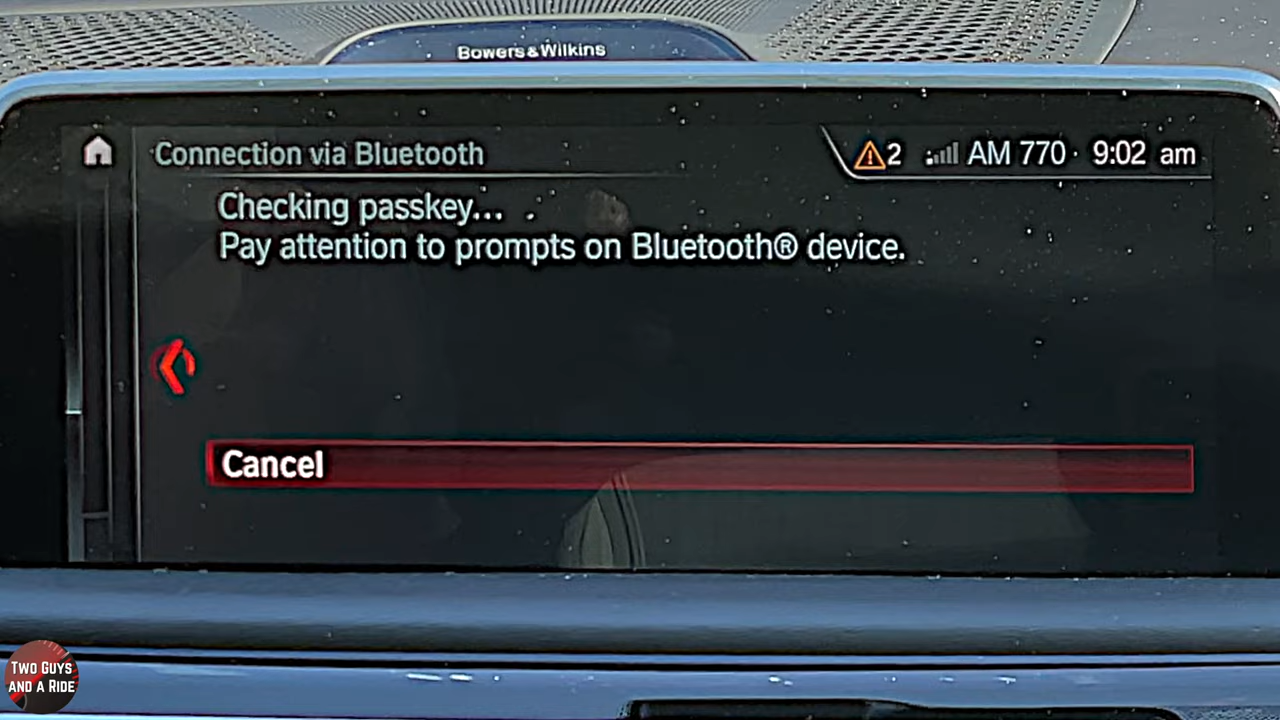 Bowers & Wilkins
Connection via Bluetooth
2 AM 770 · 9:02 am
Checking passkey...
Pay attention to prompts on Bluetooth® device.
Cancel
TWO GUYS
AND A RIDE